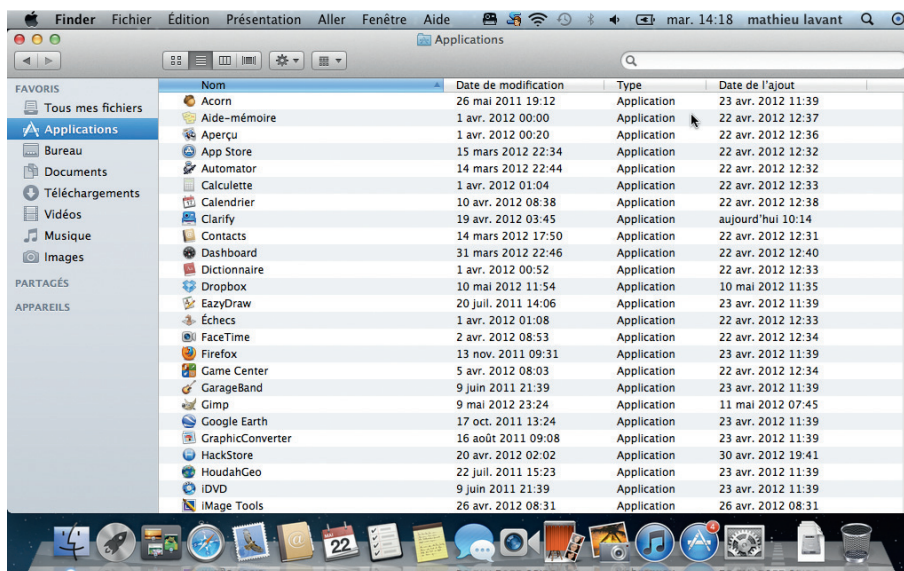 Finder Fichier Édition Présentation Aller Fenêtre Aide mar. 14:18 mathieu lavant
Applications
FAVORIS
Tous mes fichiers
Applications
Bureau
Documents
Téléchargements
Vidéos
Musique
Images
PARTAGÉS
APPAREILS
Nom Date de modification Type Date de l'ajout
Acorn 26 mai 2011 19:12 Application 23 avr. 2012 11:39
Aide-mémoire 1 avr. 2012 00:00 Application 22 avr. 2012 12:37
Aperçu 1 avr. 2012 00:20 Application 22 avr. 2012 12:36
App Store 15 mars 2012 22:34 Application 22 avr. 2012 12:32
Automator 14 mars 2012 22:44 Application 22 avr. 2012 12:32
Calculette 1 avr. 2012 01:04 Application 22 avr. 2012 12:33
Calendrier 10 avr. 2012 08:38 Application 22 avr. 2012 12:38
Clarify 19 avr. 2012 03:45 Application aujourd'hui 10:14
Contacts 14 mars 2012 17:50 Application 22 avr. 2012 12:31
Dashboard 31 mars 2012 22:46 Application 22 avr. 2012 12:40
Dictionnaire 1 avr. 2012 00:52 Application 22 avr. 2012 12:33
Dropbox 10 mai 2012 11:54 Application 10 mai 2012 11:35
EazyDraw 20 juil. 2011 14:06 Application 23 avr. 2012 11:39
Échecs 1 avr. 2012 01:08 Application 22 avr. 2012 12:33
FaceTime 2 avr. 2012 08:53 Application 22 avr. 2012 12:34
Firefox 13 nov. 2011 09:31 Application 23 avr. 2012 11:39
Game Center 5 avr. 2012 08:03 Application 22 avr. 2012 12:34
GarageBand 9 juin 2011 21:39 Application 23 avr. 2012 11:39
Gimp 9 mai 2012 23:24 Application 11 mai 2012 07:45
Google Earth 17 oct. 2011 13:24 Application 23 avr. 2012 11:39
GraphicConverter 16 août 2011 09:08 Application 23 avr. 2012 11:39
HackStore 20 avr. 2012 02:02 Application 30 avr. 2012 19:41
HoudahGeo 22 juil. 2011 15:23 Application 23 avr. 2012 11:39
iDVD 9 juin 2011 21:39 Application 23 avr. 2012 11:39
iMage Tools 26 avr. 2012 08:31 Application 26 avr. 2012 08:31
22
4